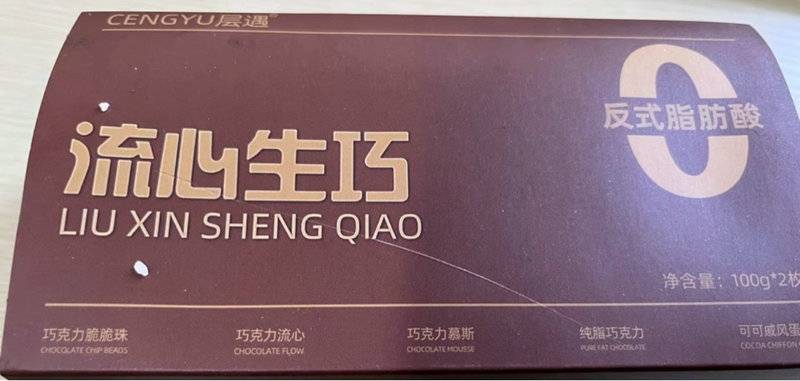 CENGYU层遇®
0
反式脂肪酸
流心生巧
LIU XIN SHENG QIAO
净含量：100g*2枚
巧克力脆脆珠
CHOCOLATE CHIP BEADS
巧克力流心
CHOCOLATE FLOW
巧克力慕斯
CHOCOLATE MOUSSE
纯脂巧克力
PURE FAT CHOCOLATE
可可戚风蛋
COCOA CHIFFON